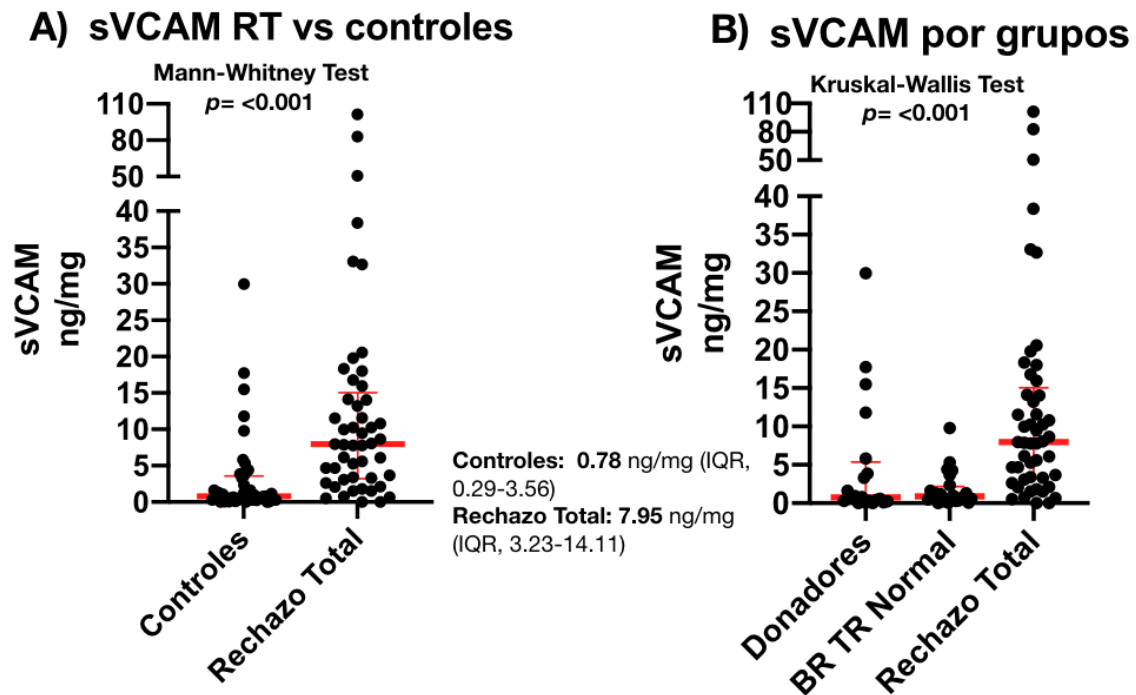 A) sVCAM RT vs controles
Mann-Whitney Test
p= <0.001
110
80
50
40
35
30
25
20
15
10
5
0
sVCAM
ng/mg
Controles
Rechazo Total
Controles: 0.78 ng/mg (IQR,
0.29-3.56)
Rechazo Total: 7.95 ng/mg
(IQR, 3.23-14.11)
B) sVCAM por grupos
Kruskal-Wallis Test
p= <0.001
110
80
50
40
35
30
25
20
15
10
5
0
sVCAM
ng/mg
Donadores
BR TR Normal
Rechazo Total